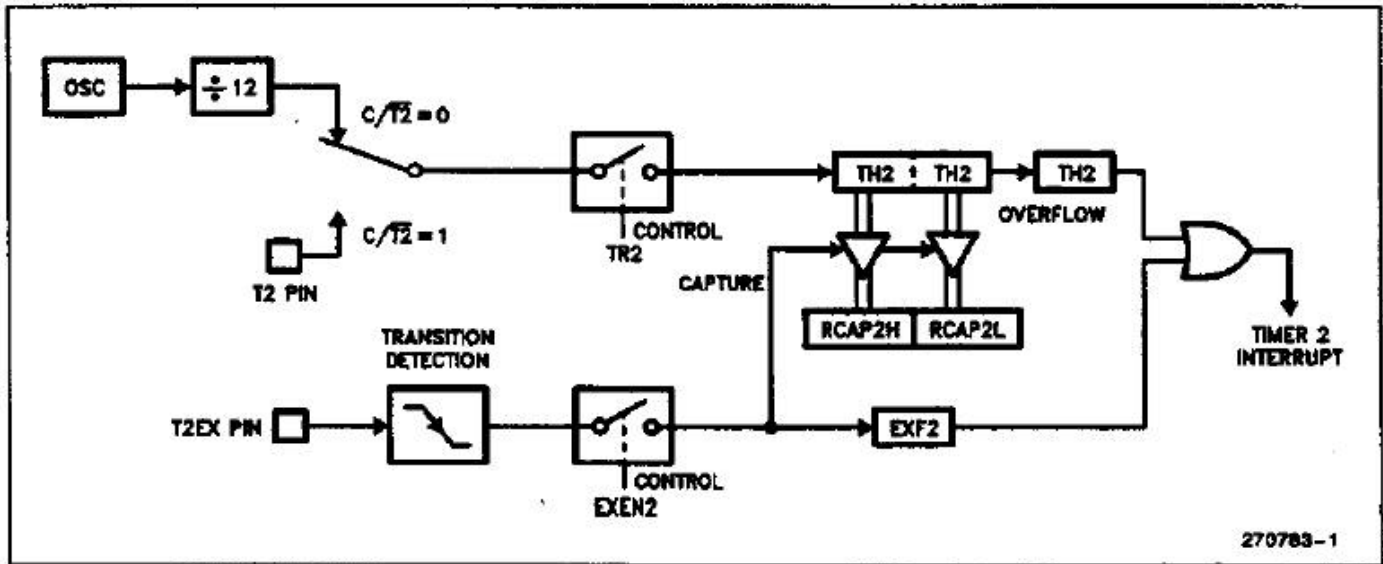 OSC
÷ 12
C/T2̅ = 0
C/T2̅ = 1
T2 PIN
CONTROL
TR2
TH2 TH2
TH2
OVERFLOW
CAPTURE
RCAP2H RCAP2L
TIMER 2
INTERRUPT
TRANSITION
DETECTION
T2EX PIN
EXF2
CONTROL
EXEN2
270783-1